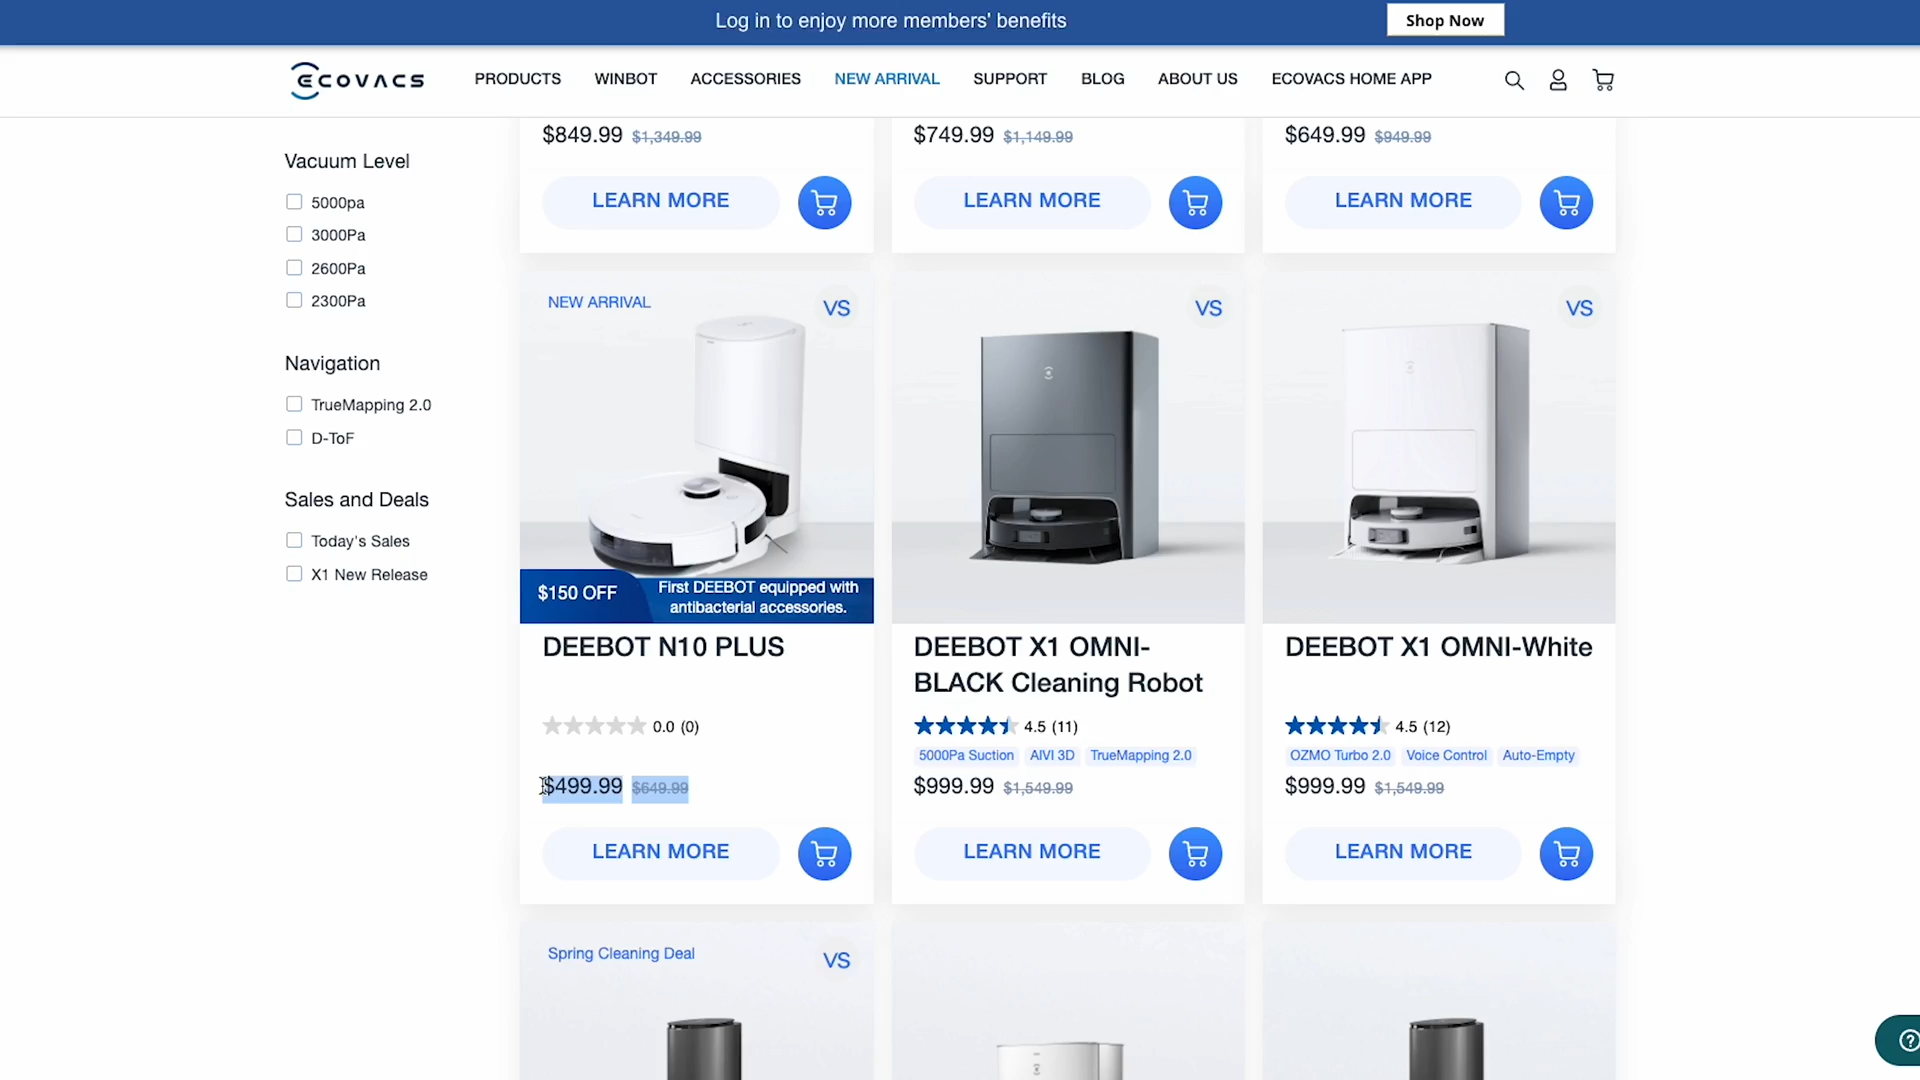 Log in to enjoy more members' benefits
Shop Now
ECOVACS
PRODUCTS
WINBOT
ACCESSORIES
NEW ARRIVAL
SUPPORT
BLOG
ABOUT US
ECOVACS HOME APP
Vacuum Level
5000pa
3000Pa
2600Pa
2300Pa
Navigation
TrueMapping 2.0
D-ToF
Sales and Deals
Today's Sales
X1 New Release
$849.99 $1,349.99
LEARN MORE
$749.99 $1,149.99
LEARN MORE
$649.99 $949.99
LEARN MORE
NEW ARRIVAL
VS
$150 OFF
First DEEBOT equipped with
antibacterial accessories.
DEEBOT N10 PLUS
0.0 (0)
$499.99 $649.99
LEARN MORE
VS
DEEBOT X1 OMNI-
BLACK Cleaning Robot
4.5 (11)
5000Pa Suction AIVI 3D TrueMapping 2.0
$999.99 $1,549.99
LEARN MORE
VS
DEEBOT X1 OMNI-White
4.5 (12)
OZMO Turbo 2.0 Voice Control Auto-Empty
$999.99 $1,549.99
LEARN MORE
Spring Cleaning Deal
VS